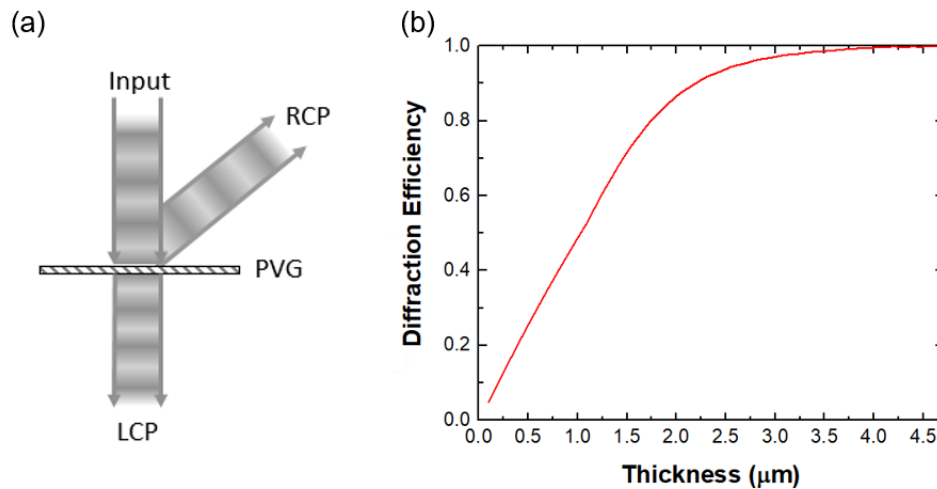 (a)
Input
RCP
PVG
LCP
(b)
Diffraction Efficiency
1.0
0.8
0.6
0.4
0.2
0.0
0.0 0.5 1.0 1.5 2.0 2.5 3.0 3.5 4.0 4.5
Thickness (μm)